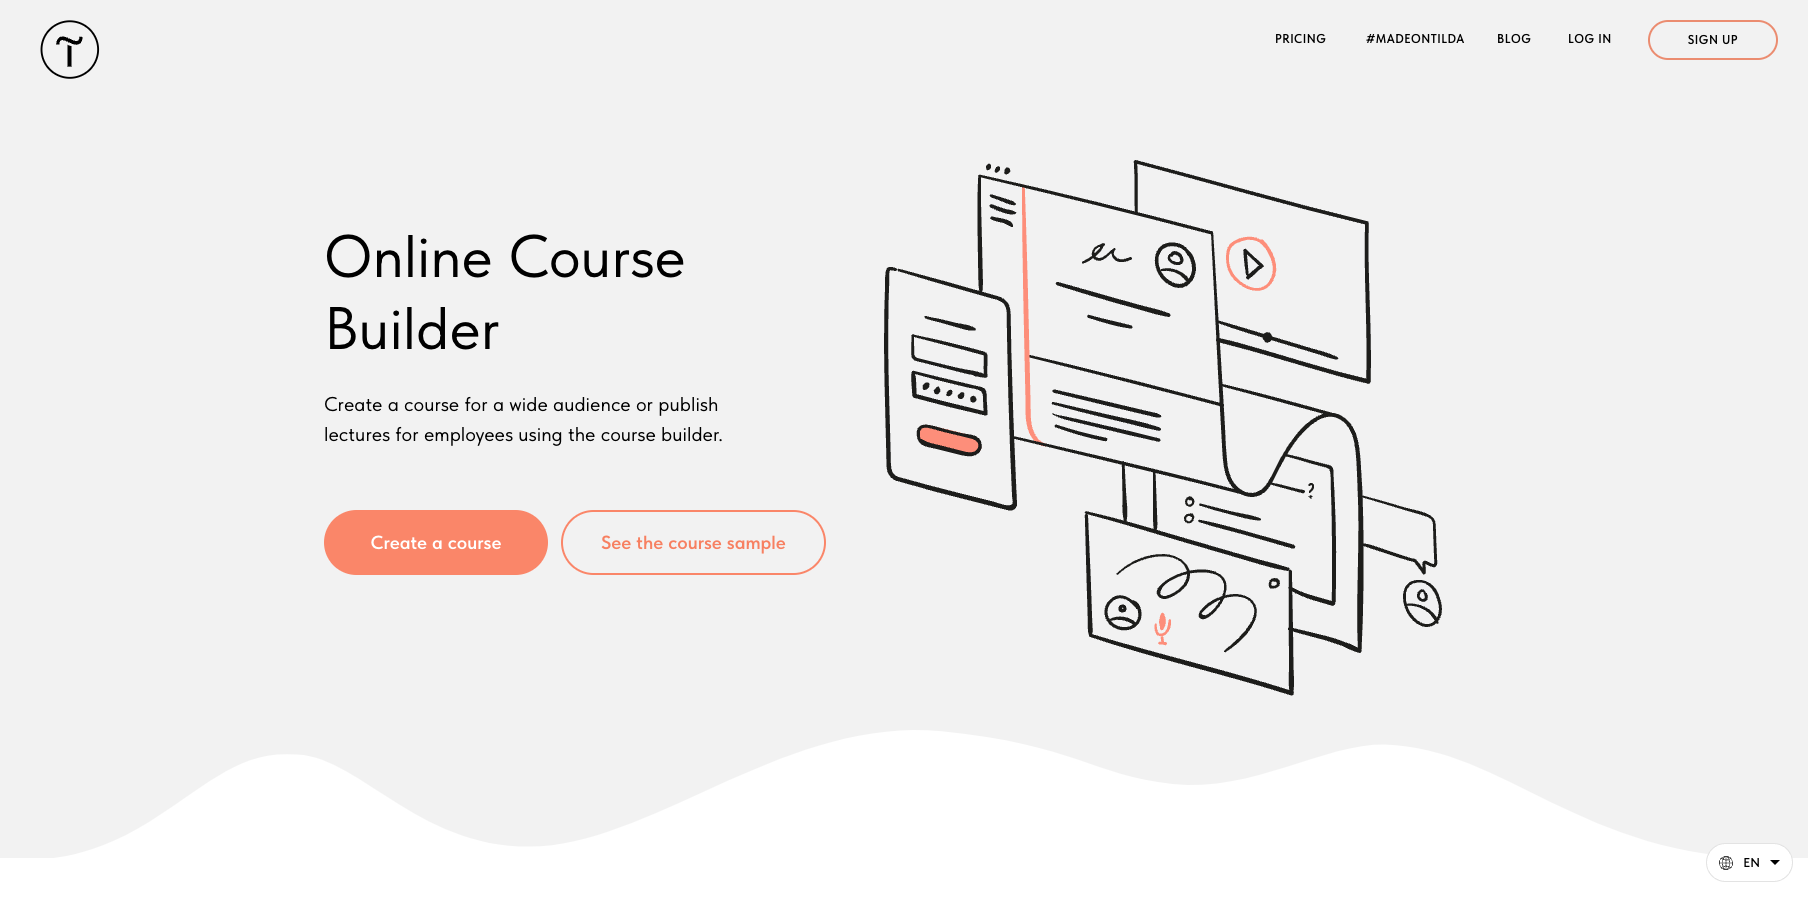 PRICING
#MADEONTILDA
BLOG
LOG IN
SIGN UP
Online Course
Builder
Create a course for a wide audience or publish
lectures for employees using the course builder.
Create a course
See the course sample
?
EN